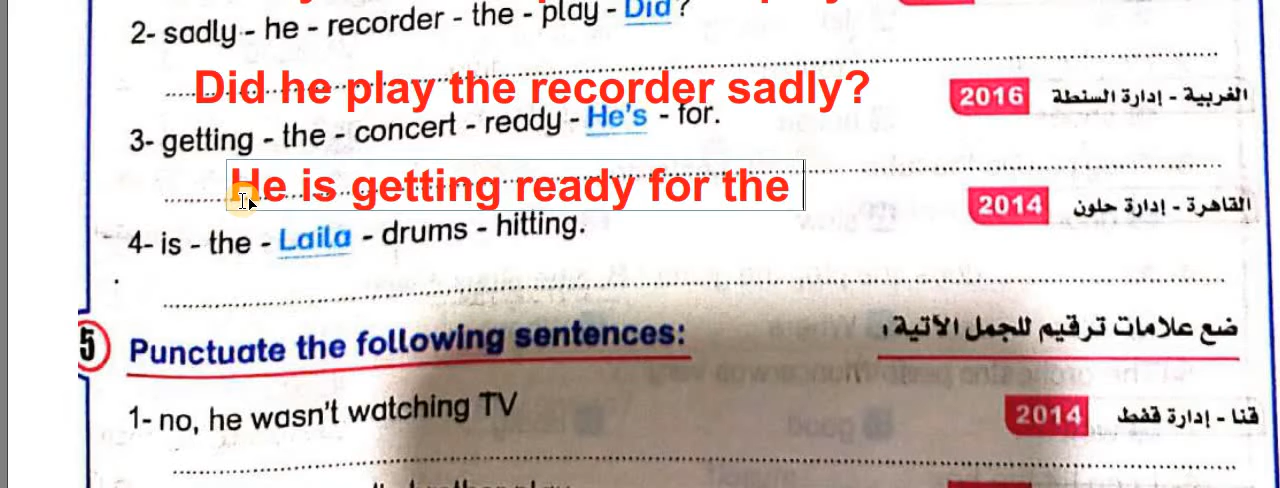 2- sadly - he - recorder - the - play - Did ?
Did he play the recorder sadly?
2016 الغربية - إدارة السنطة
3- getting - the - concert - ready - He's - for.
He is getting ready for the
2014 القاهرة - إدارة حلون
4- is - the - Laila - drums - hitting.
5 Punctuate the following sentences:
ضع علامات ترقيم للجمل الآتية:
1- no, he wasn't watching TV
2014 قنا - إدارة قفط